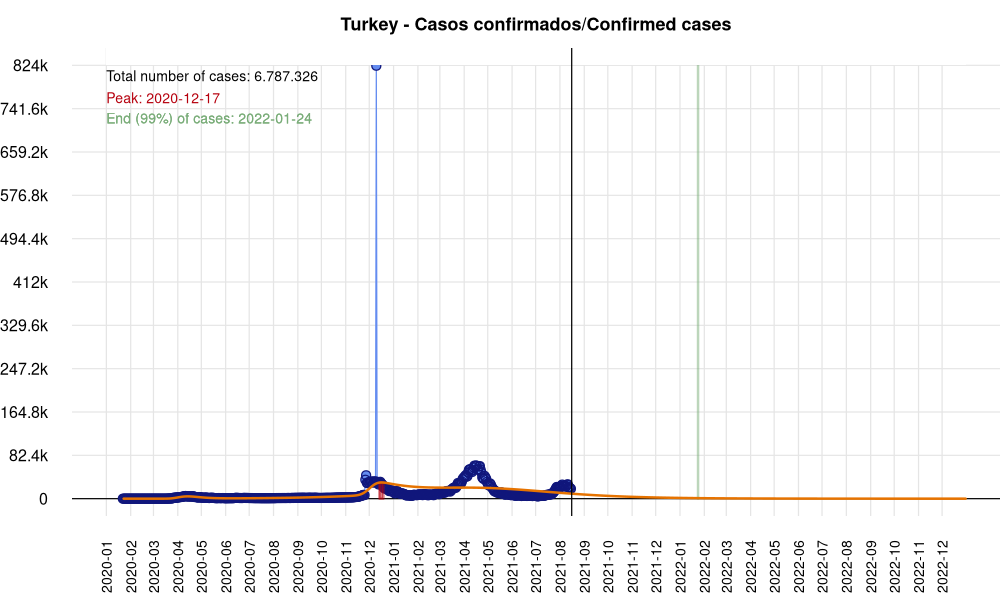 Turkey - Casos confirmados/Confirmed cases
824k
Total number of cases: 6.787.326
Peak: 2020-12-17
End (99%) of cases: 2022-01-24
741.6k
659.2k
576.8k
494.4k
412k
329.6k
247.2k
164.8k
82.4k
0
2020-01
2020-02
2020-03
2020-04
2020-05
2020-06
2020-07
2020-08
2020-09
2020-10
2020-11
2020-12
2021-01
2021-02
2021-03
2021-04
2021-05
2021-06
2021-07
2021-08
2021-09
2021-10
2021-11
2021-12
2022-01
2022-02
2022-03
2022-04
2022-05
2022-06
2022-07
2022-08
2022-09
2022-10
2022-11
2022-12